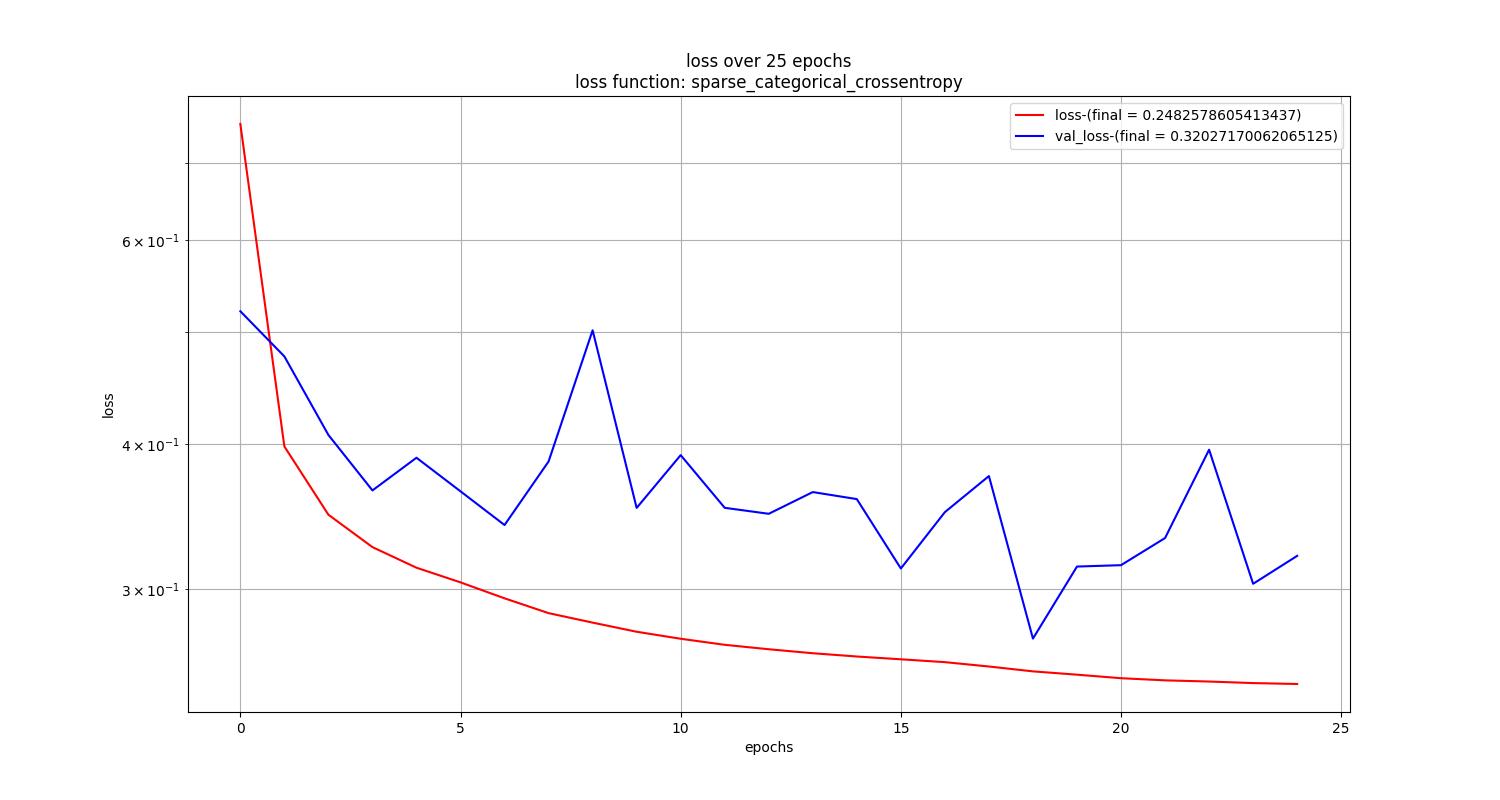 loss over 25 epochs
loss function: sparse_categorical_crossentropy
loss-(final = 0.2482578605413437)
val_loss-(final = 0.32027170062065125)
6 × 10⁻¹
4 × 10⁻¹
3 × 10⁻¹
loss
0 5 10 15 20 25
epochs